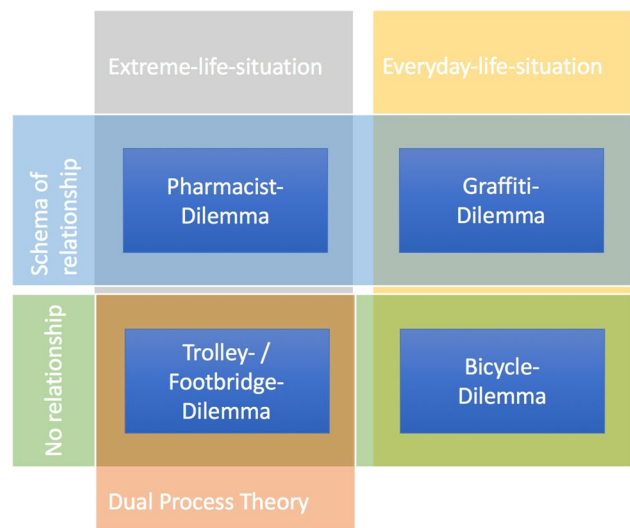 Extreme-life-situation
Everyday-life-situation
Schema of
relationship
Pharmacist-
Dilemma
Graffiti-
Dilemma
No relationship
Trolley- /
Footbridge-
Dilemma
Bicycle-
Dilemma
Dual Process Theory